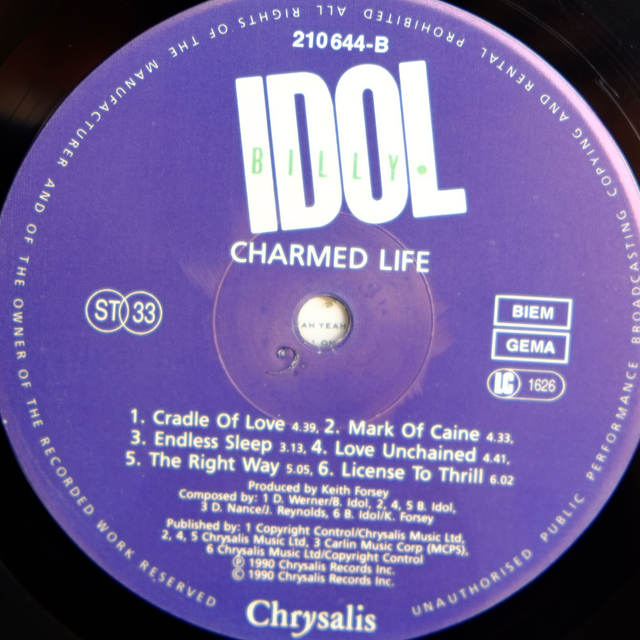 ALL RIGHTS OF THE MANUFACTURER AND OF THE OWNER OF THE RECORDED WORK RESERVED
UNAUTHORISED PUBLIC PERFORMANCE BROADCASTING AND RENTAL COPYING PROHIBITED
210644-B
IDOL
BILLY.
CHARMED LIFE
ST 33
BIEM
GEMA
LC 1626
AH YEAH
1. Cradle Of Love 4.39, 2. Mark Of Caine 4.33,
3. Endless Sleep 3.13, 4. Love Unchained 4.41,
5. The Right Way 5.05, 6. License To Thrill 6.02
Produced by Keith Forsey
Composed by: 1 D. Werner/B. Idol, 2, 4, 5 B. Idol,
3 D. Nance/J. Reynolds, 6 B. Idol/K. Forsey
Published by: 1 Copyright Control/Chrysalis Music Ltd,
2, 4, 5 Chrysalis Music Ltd, 3 Carlin Music Corp (MCPS),
6 Chrysalis Music Ltd/Copyright Control
℗ 1990 Chrysalis Records Inc.
© 1990 Chrysalis Records Inc.
Chrysalis